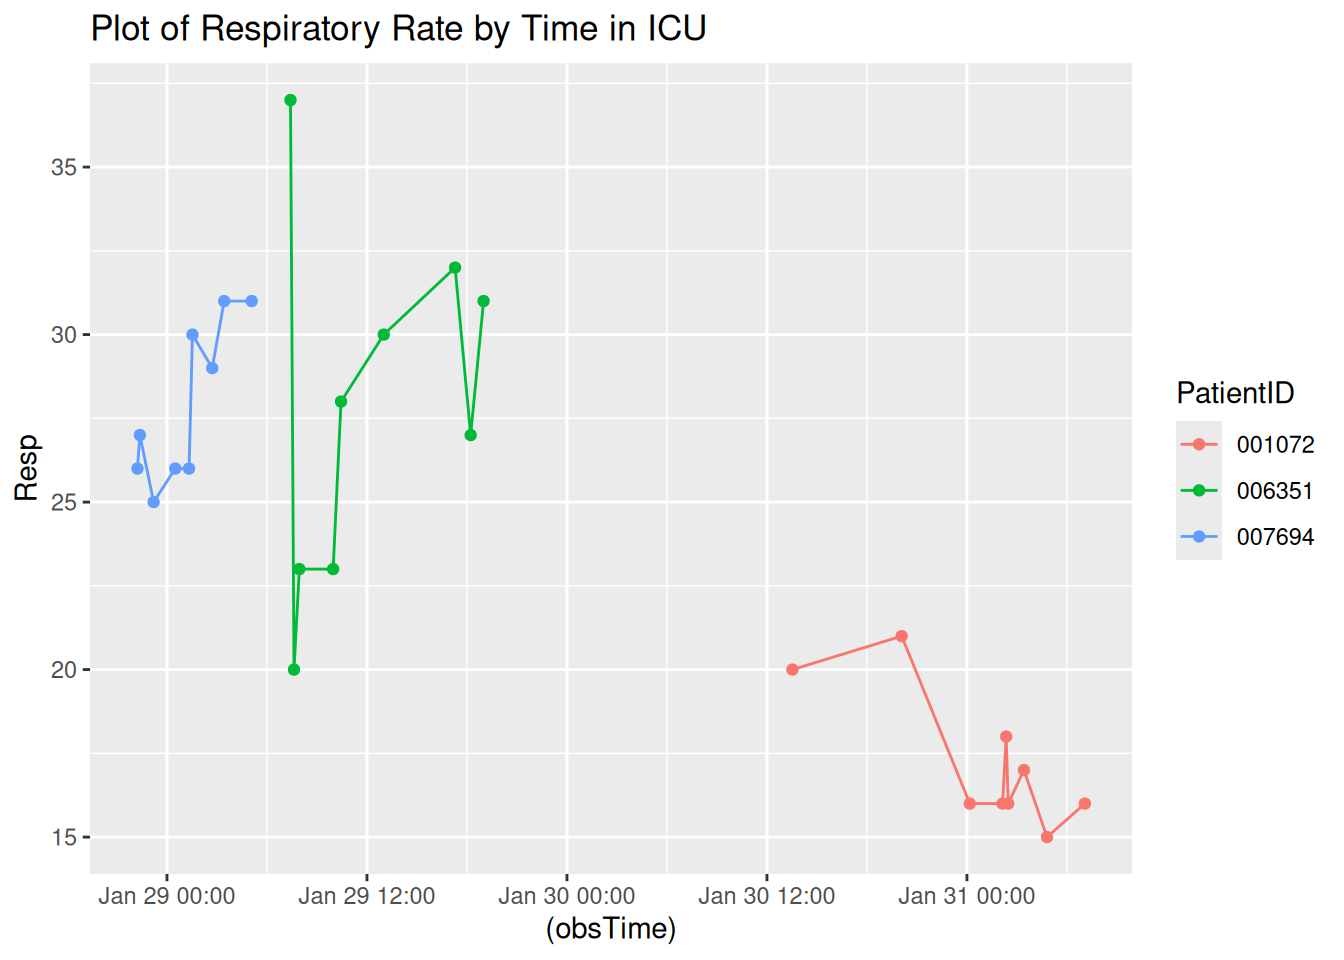 Plot of Respiratory Rate by Time in ICU
35
30
25
20
15
Resp
Jan 29 00:00
Jan 29 12:00
Jan 30 00:00
Jan 30 12:00
Jan 31 00:00
(obsTime)
PatientID
001072
006351
007694